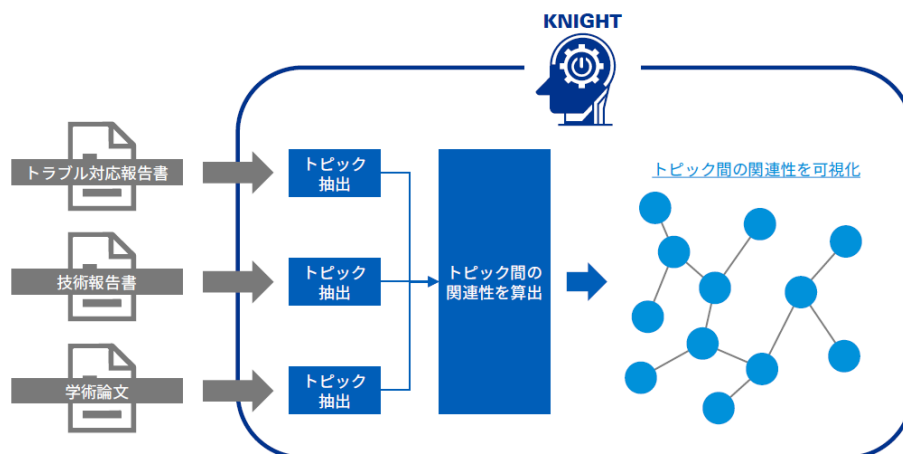 KNIGHT
トラブル対応報告書
トピック
抽出
トピック間の関連性を可視化
技術報告書
トピック
抽出
トピック間の
関連性を算出
学術論文
トピック
抽出